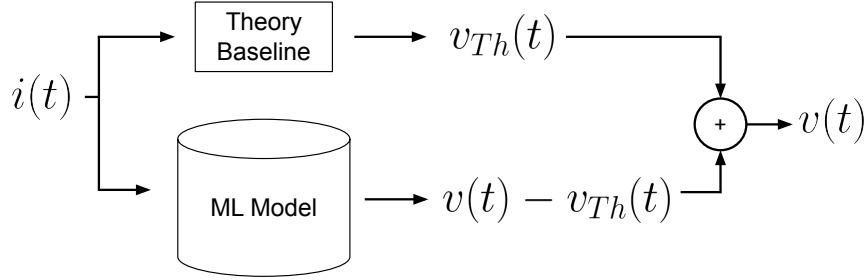 Theory
Baseline
v_{Th}(t)
i(t)
+
v(t)
ML Model
v(t) − v_{Th}(t)